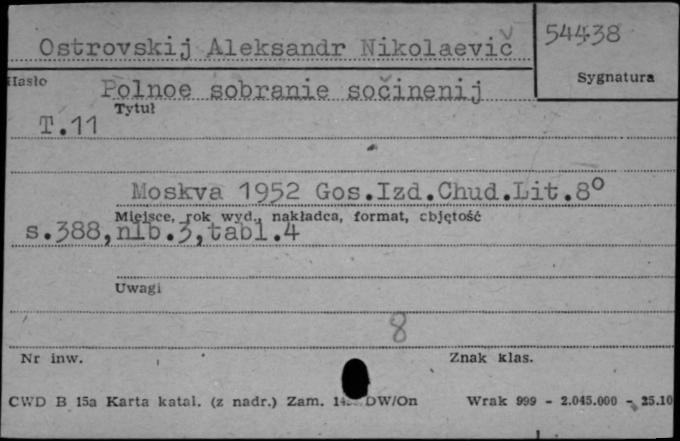 Ostrovskij Aleksandr Nikolaevič 54438
Hasło Sygnatura
Polnoe sobranie sočinenij
Tytuł
T.11
Moskva 1952 Gos.Izd.Chud.Lit.8°
Miejsce, rok wyd., nakładca, format, objętość
s.388,nlb.3,tabl.4
Uwagi
8
Nr inw. Znak klas.
CWD B 15a Karta katal. (z nadr.) Zam. DW/On Wrak 999 - 2.045.000 - 25.10